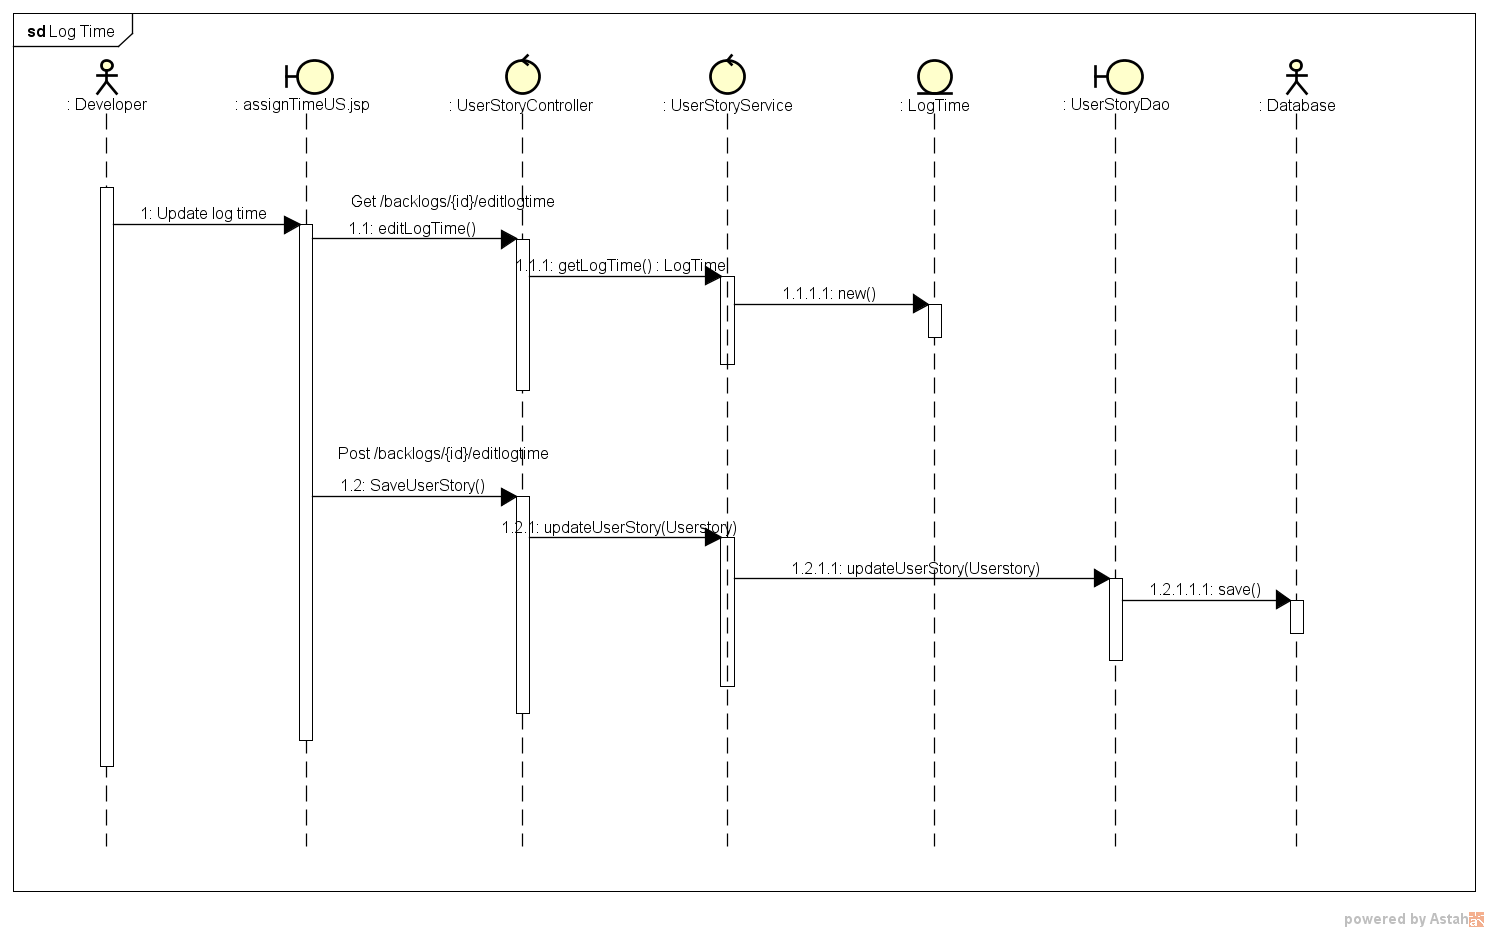 sd Log Time
: Developer
: assignTimeUS.jsp
: UserStoryController
: UserStoryService
: LogTime
: UserStoryDao
: Database
Get /backlogs/{id}/editlogtime
1: Update log time
1.1: editLogTime()
1.1.1: getLogTime() : LogTime
1.1.1.1: new()
Post /backlogs/{id}/editlogtime
1.2: SaveUserStory()
1.2.1: updateUserStory(Userstory)
1.2.1.1: updateUserStory(Userstory)
1.2.1.1.1: save()
powered by Astah